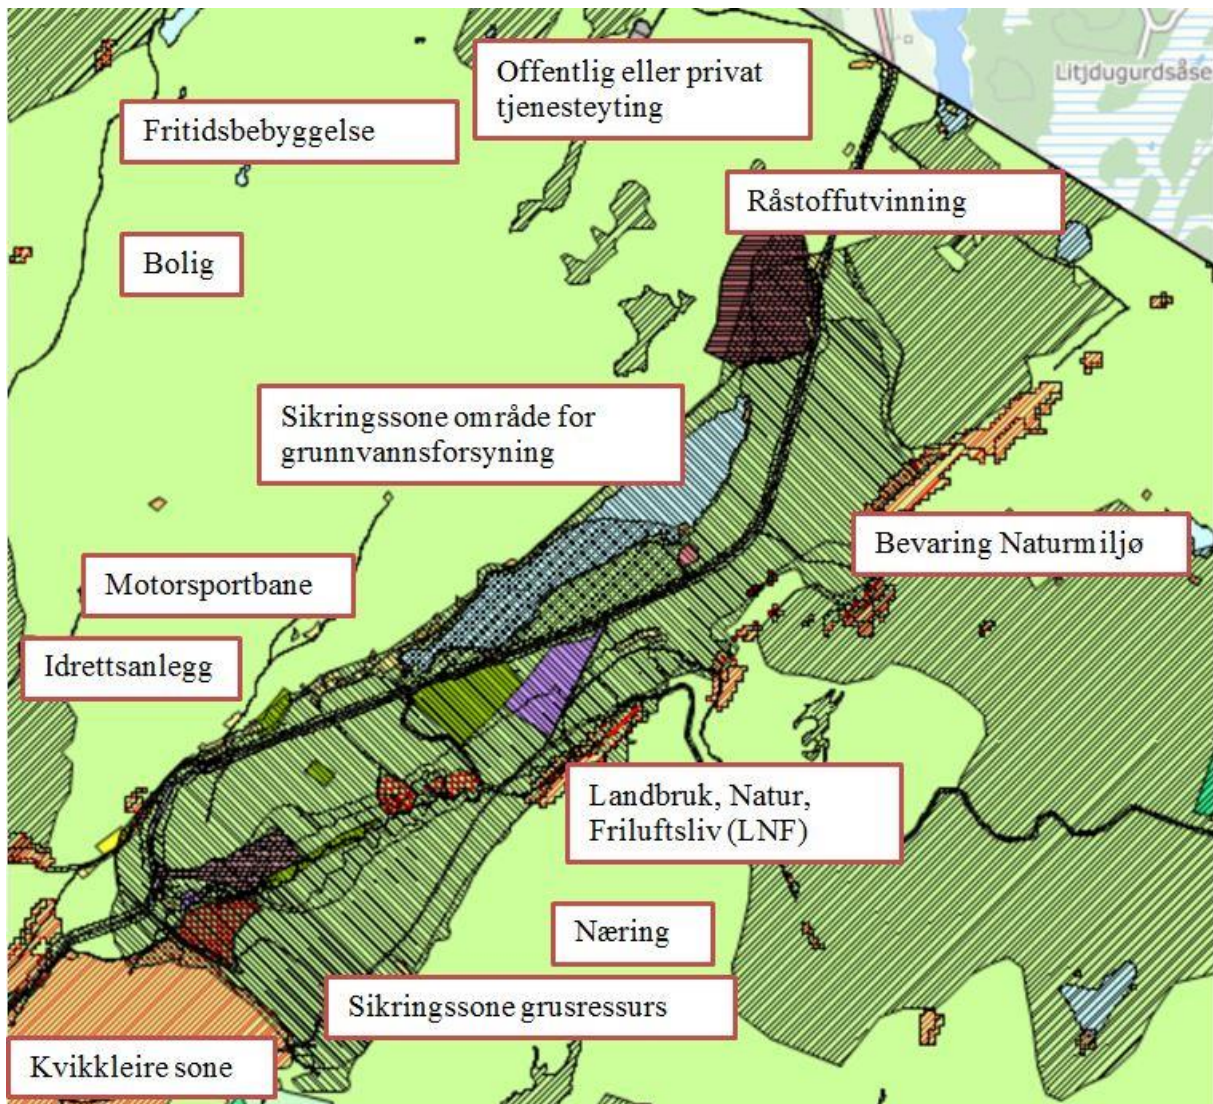 Offentlig eller privat
tjenesteyting
Litjdugurdsåse
Fritidsbebyggelse
Råstoffutvinning
Bolig
Sikringssone område for
grunnvannsforsyning
Bevaring Naturmiljø
Motorsportbane
Idrettsanlegg
Landbruk, Natur,
Friluftsliv (LNF)
Næring
Sikringssone grusressurs
Kvikkleire sone